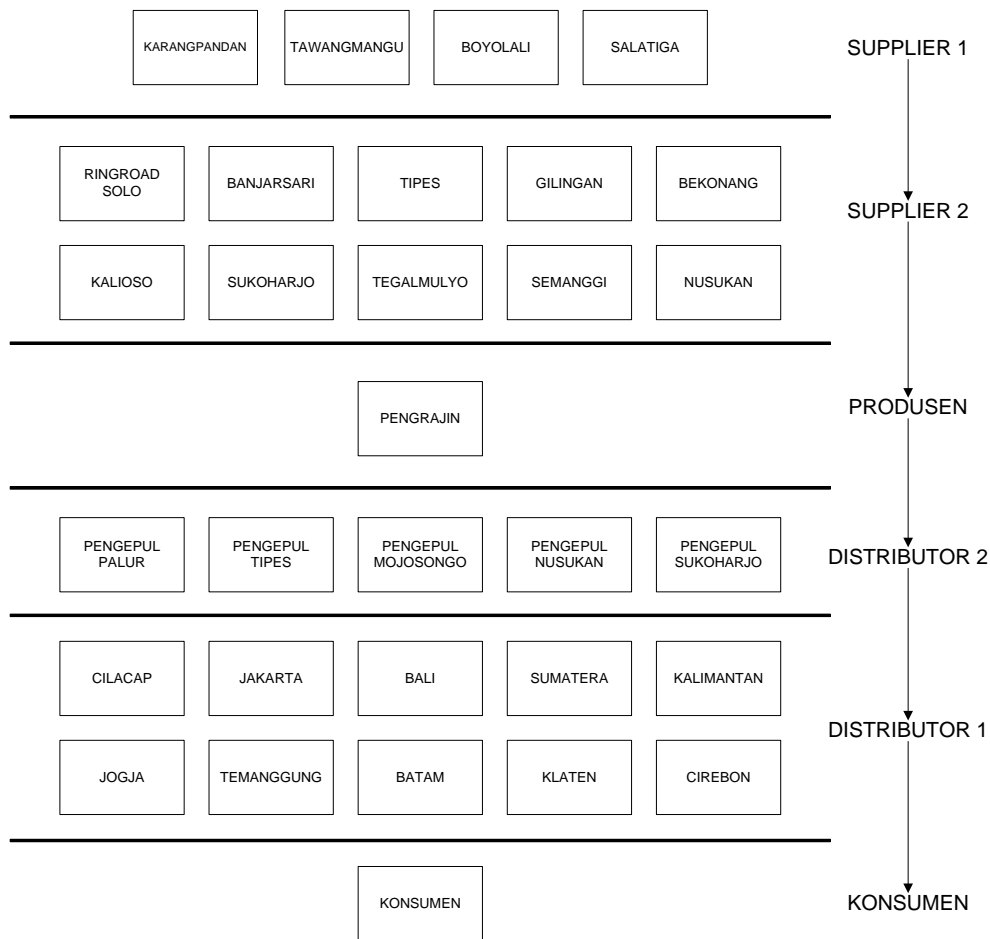 KARANGPANDAN
TAWANGMANGU
BOYOLALI
SALATIGA
SUPPLIER 1
RINGROAD
SOLO
BANJARSARI
TIPES
GILINGAN
BEKONANG
SUPPLIER 2
KALIOSO
SUKOHARJO
TEGALMULYO
SEMANGGI
NUSUKAN
PENGRAJIN
PRODUSEN
PENGEPUL
PALUR
PENGEPUL
TIPES
PENGEPUL
MOJOSONGO
PENGEPUL
NUSUKAN
PENGEPUL
SUKOHARJO
DISTRIBUTOR 2
CILACAP
JAKARTA
BALI
SUMATERA
KALIMANTAN
DISTRIBUTOR 1
JOGJA
TEMANGGUNG
BATAM
KLATEN
CIREBON
KONSUMEN
KONSUMEN